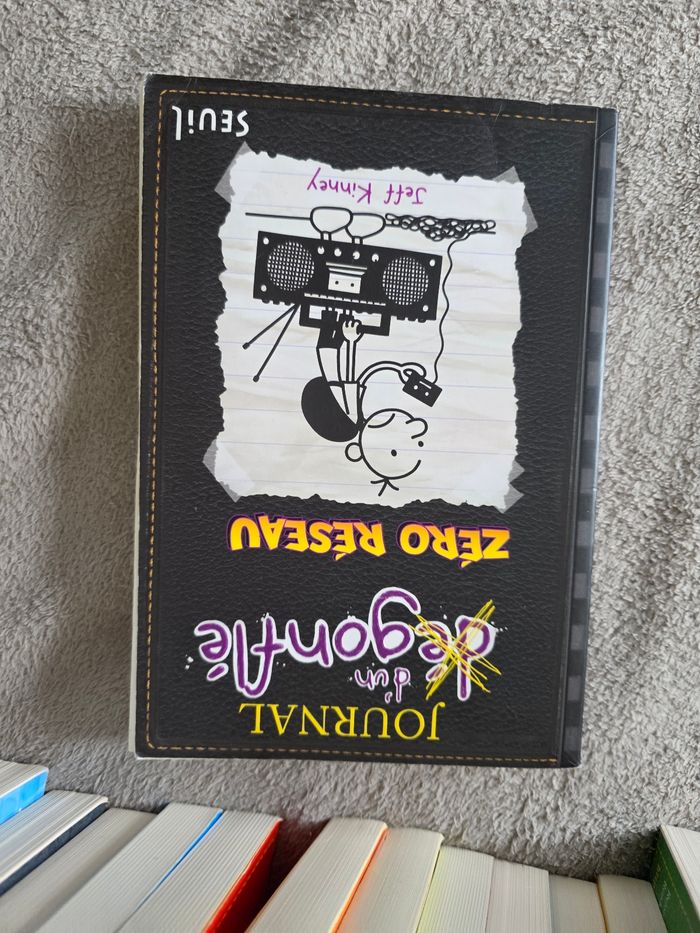 JOURNAL
d'un
dégonflé
ZÉRO RÉSEAU
Jeff Kinney
SEUIL